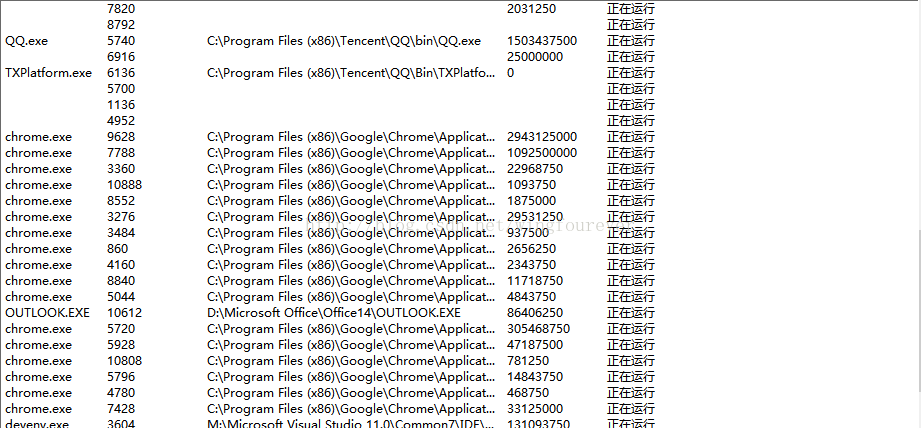 7820 2031250 正在运行
8792 正在运行
QQ.exe 5740 C:\Program Files (x86)\Tencent\QQ\bin\QQ.exe 1503437500 正在运行
6916 25000000 正在运行
TXPlatform.exe 6136 C:\Program Files (x86)\Tencent\QQ\Bin\TXPlatfo... 0 正在运行
5700 正在运行
1136 正在运行
4952 正在运行
chrome.exe 9628 C:\Program Files (x86)\Google\Chrome\Applicat... 2943125000 正在运行
chrome.exe 7788 C:\Program Files (x86)\Google\Chrome\Applicat... 1092500000 正在运行
chrome.exe 3360 C:\Program Files (x86)\Google\Chrome\Applicat... 22968750 正在运行
chrome.exe 10888 C:\Program Files (x86)\Google\Chrome\Applicat... 1093750 正在运行
chrome.exe 8552 C:\Program Files (x86)\Google\Chrome\Applicat... 1875000 正在运行
chrome.exe 3276 C:\Program Files (x86)\Google\Chrome\Applicat... 29531250 正在运行
chrome.exe 3484 C:\Program Files (x86)\Google\Chrome\Applicat... 937500 正在运行
chrome.exe 860 C:\Program Files (x86)\Google\Chrome\Applicat... 2656250 正在运行
chrome.exe 4160 C:\Program Files (x86)\Google\Chrome\Applicat... 2343750 正在运行
chrome.exe 8840 C:\Program Files (x86)\Google\Chrome\Applicat... 11718750 正在运行
chrome.exe 5044 C:\Program Files (x86)\Google\Chrome\Applicat... 4843750 正在运行
OUTLOOK.EXE 10612 D:\Microsoft Office\Office14\OUTLOOK.EXE 86406250 正在运行
chrome.exe 5720 C:\Program Files (x86)\Google\Chrome\Applicat... 305468750 正在运行
chrome.exe 5928 C:\Program Files (x86)\Google\Chrome\Applicat... 47187500 正在运行
chrome.exe 10808 C:\Program Files (x86)\Google\Chrome\Applicat... 781250 正在运行
chrome.exe 5796 C:\Program Files (x86)\Google\Chrome\Applicat... 14843750 正在运行
chrome.exe 4780 C:\Program Files (x86)\Google\Chrome\Applicat... 468750 正在运行
chrome.exe 7428 C:\Program Files (x86)\Google\Chrome\Applicat... 33125000 正在运行
devenv.exe 3604 M:\Microsoft Visual Studio 11.0\Common7\IDE\... 131093750 正在运行